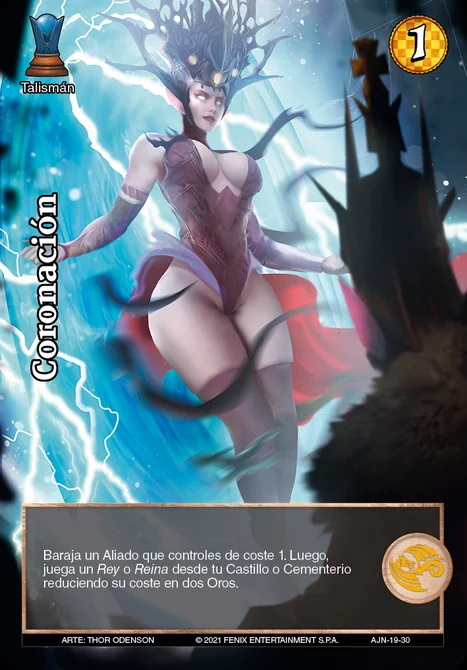 1
Talismán
Coronación
Baraja un Aliado que controles de coste 1. Luego,
juega un Rey o Reina desde tu Castillo o Cementerio
reduciendo su coste en dos Oros.
ARTE: THOR ODENSON © 2021 FENIX ENTERTAINMENT S.P.A. AJN-19-30